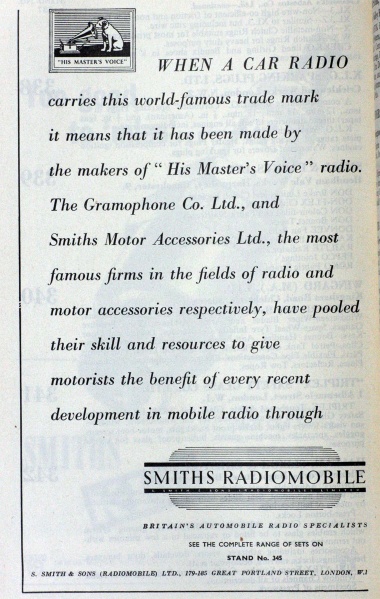 "HIS MASTER'S VOICE"
WHEN A CAR RADIO
carries this world-famous trade mark
it means that it has been made by
the makers of "His Master's Voice" radio.
The Gramophone Co. Ltd., and
Smiths Motor Accessories Ltd., the most
famous firms in the fields of radio and
motor accessories respectively, have pooled
their skill and resources to give
motorists the benefit of every recent
development in mobile radio through
SMITHS RADIOMOBILE
S. SMITH & SONS (RADIOMOBILE) LIMITED
BRITAIN'S AUTOMOBILE RADIO SPECIALISTS
SEE THE COMPLETE RANGE OF SETS ON
STAND No. 345
S. SMITH & SONS (RADIOMOBILE) LTD., 179-185 GREAT PORTLAND STREET, LONDON, W.1